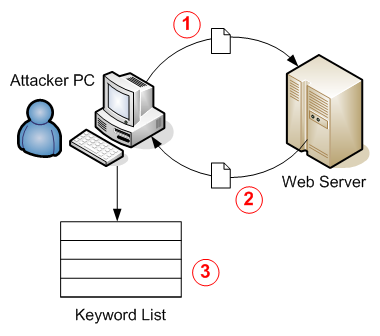 1
Attacker PC
Web Server
2
3
Keyword List